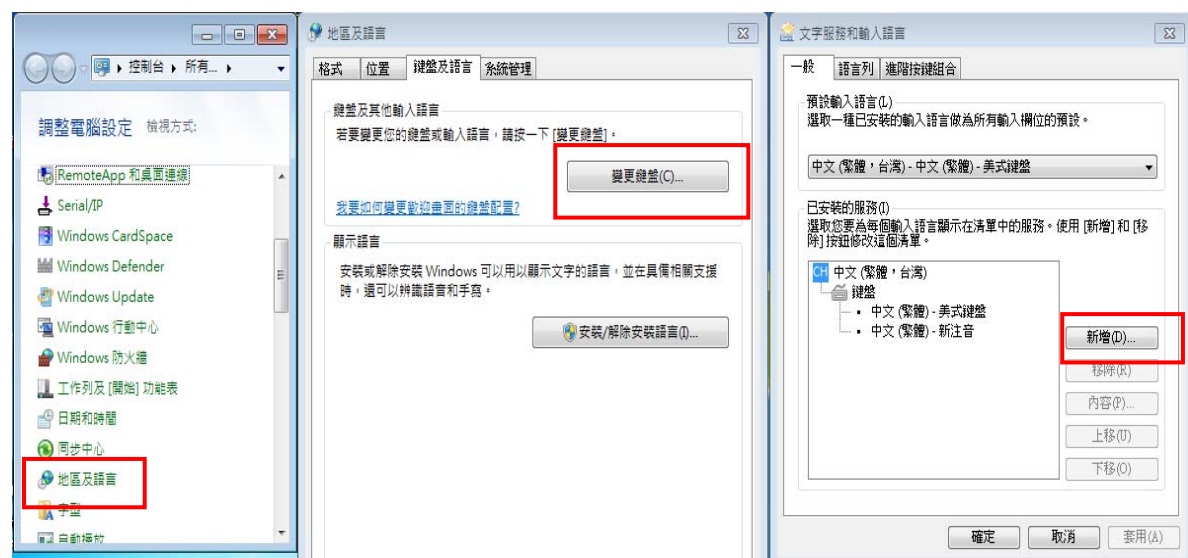 控制台 ▸ 所有... ▸
調整電腦設定 檢視方式:
RemoteApp 和桌面連線
Serial/IP
Windows CardSpace
Windows Defender
Windows Update
Windows 行動中心
Windows 防火牆
工作列及 [開始] 功能表
日期和時間
同步中心
地區及語言
字型
自動播放
地區及語言
格式 位置 鍵盤及語言 系統管理
鍵盤及其他輸入語言
若要變更您的鍵盤或輸入語言，請按一下 [變更鍵盤]。
變更鍵盤(C)...
我要如何變更歡迎畫面的鍵盤配置?
顯示語言
安裝或解除安裝 Windows 可以用以顯示文字的語言，並在具備相關支援
時，還可以辨識語音和手寫。
安裝/解除安裝語言(I)...
文字服務和輸入語言
一般 語言列 進階按鍵組合
預設輸入語言(L)
選取一種已安裝的輸入語言做為所有輸入欄位的預設。
中文 (繁體，台灣) - 中文 (繁體) - 美式鍵盤
已安裝的服務(I)
選取您要為每個輸入語言顯示在清單中的服務。使用 [新增] 和 [移
除] 按鈕修改這個清單。
CH 中文 (繁體，台灣)
鍵盤
• 中文 (繁體) - 美式鍵盤
• 中文 (繁體) - 新注音
新增(D)...
移除(R)
內容(P)...
上移(U)
下移(O)
確定 取消 套用(A)